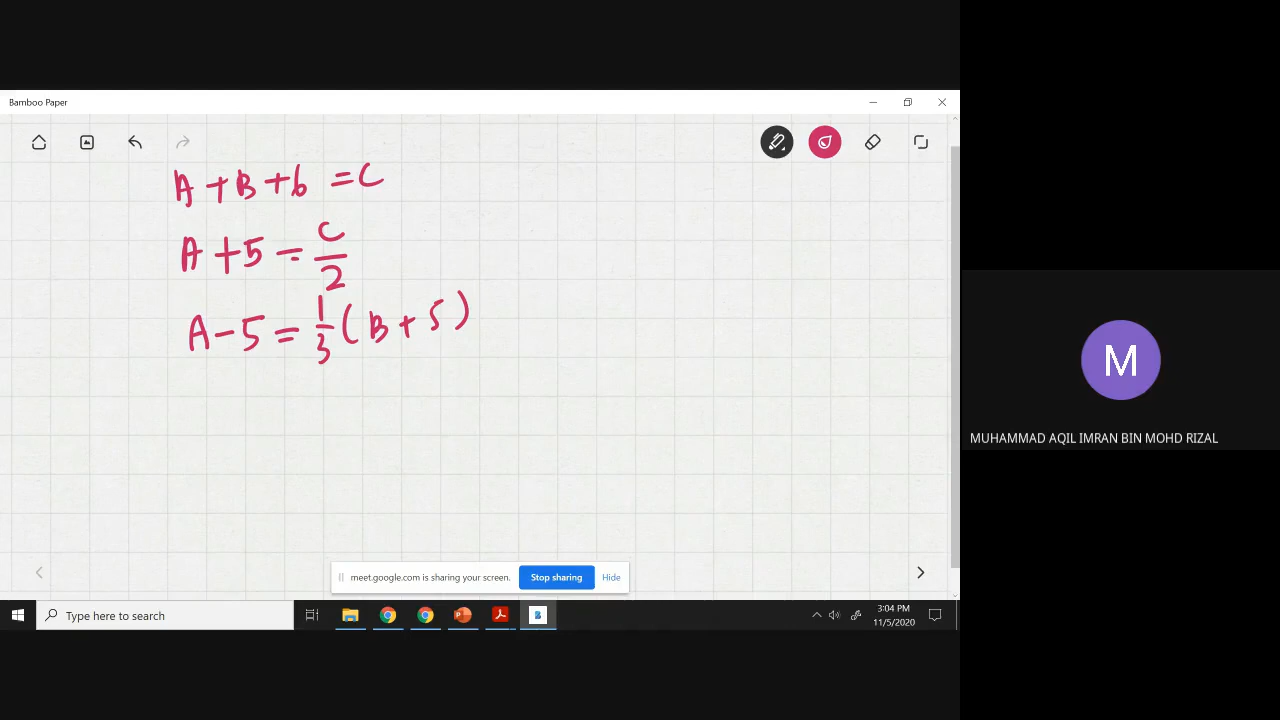 Bamboo Paper
A + B + 6 = C
A + 5 = C/2
A - 5 = 1/3 (B + 5)
M
MUHAMMAD AQIL IMRAN BIN MOHD RIZAL
meet.google.com is sharing your screen. Stop sharing Hide
Type here to search
3:04 PM
11/5/2020